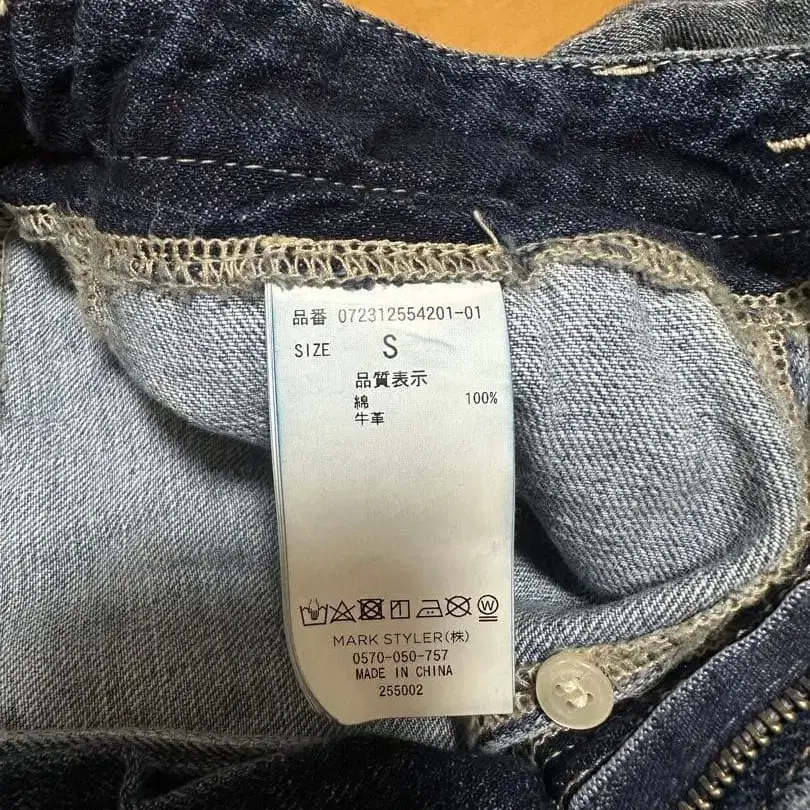 品番 072312554201-01
SIZE S
品質表示
綿 100%
牛革
W
MARK STYLER(株)
0570-050-757
MADE IN CHINA
255002